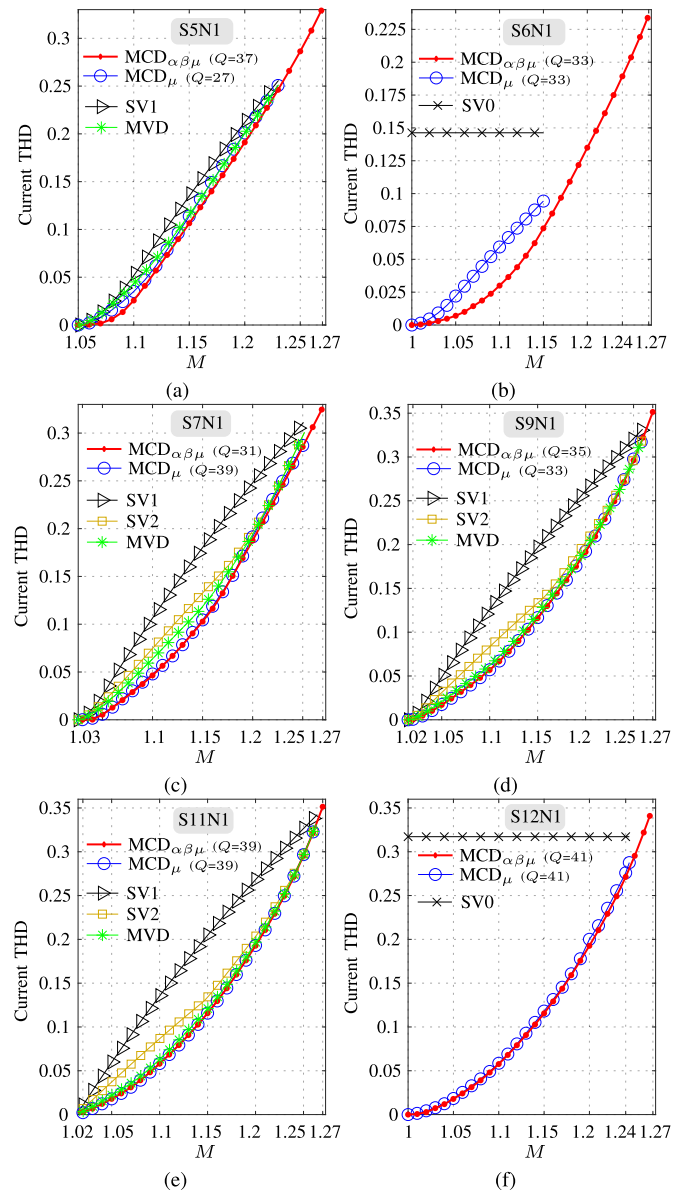 S5N1
MCDαβμ (Q=37)
MCDμ (Q=27)
SV1
MVD
Current THD
0.3
0.25
0.2
0.15
0.1
0.05
0
1.05 1.1 1.15 1.2 1.25 1.27
M
(a)
S6N1
MCDαβμ (Q=33)
MCDμ (Q=33)
SV0
Current THD
0.225
0.2
0.175
0.15
0.125
0.1
0.075
0.05
0.025
0
1 1.05 1.1 1.15 1.2 1.24 1.27
M
(b)
S7N1
MCDαβμ (Q=31)
MCDμ (Q=39)
SV1
SV2
MVD
Current THD
0.3
0.25
0.2
0.15
0.1
0.05
0
1.03 1.1 1.15 1.2 1.25 1.27
M
(c)
S9N1
MCDαβμ (Q=35)
MCDμ (Q=33)
SV1
SV2
MVD
Current THD
0.35
0.3
0.25
0.2
0.15
0.1
0.05
0
1.02 1.05 1.1 1.15 1.20 1.25 1.27
M
(d)
S11N1
MCDαβμ (Q=39)
MCDμ (Q=39)
SV1
SV2
MVD
Current THD
0.35
0.3
0.25
0.2
0.15
0.1
0.05
0
1.02 1.05 1.10 1.15 1.20 1.25 1.27
M
(e)
S12N1
MCDαβμ (Q=41)
MCDμ (Q=41)
SV0
Current THD
0.35
0.3
0.25
0.2
0.15
0.1
0.05
0
1 1.05 1.1 1.15 1.2 1.24 1.27
M
(f)